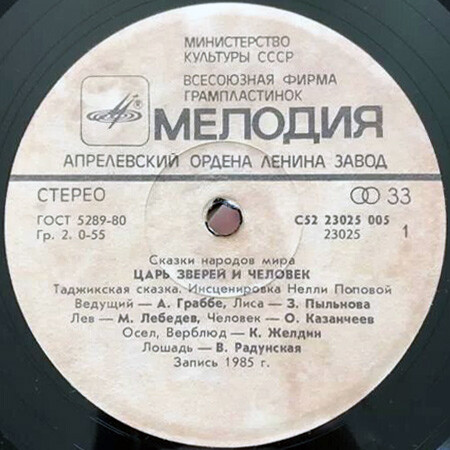 МИНИСТЕРСТВО
КУЛЬТУРЫ СССР
ВСЕСОЮЗНАЯ ФИРМА
ГРАМПЛАСТИНОК
МЕЛОДИЯ
АПРЕЛЕВСКИЙ ОРДЕНА ЛЕНИНА ЗАВОД
СТЕРЕО 33
ГОСТ 5289-80 С52 23025 005
Гр. 2. 0-55 23025 1
Сказки народов мира
ЦАРЬ ЗВЕРЕЙ И ЧЕЛОВЕК
Таджикская сказка. Инсценировка Нелли Поповой
Ведущий – А. Граббе, Лиса – З. Пыльнова
Лев – М. Лебедев, Человек – О. Казанчеев
Осел, Верблюд – К. Желдин
Лошадь – В. Радунская
Запись 1985 г.